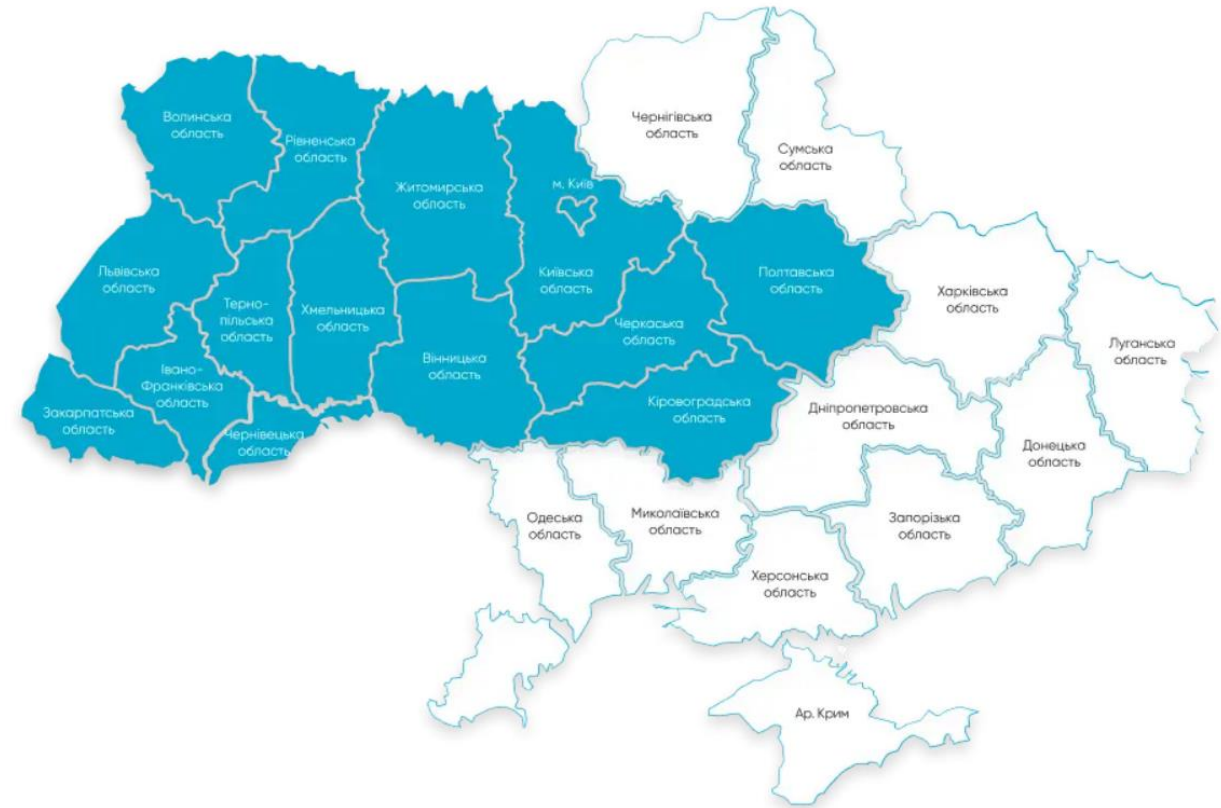 Волинська
область
Рівненська
область
Чернігівська
область
Сумська
область
Житомирська
область
м. Київ
Львівська
область
Терно-
пільська
область
Хмельницька
область
Київська
область
Полтавська
область
Харківська
область
Черкаська
область
Вінницька
область
Луганська
область
Івано-
Франківська
область
Закарпатська
область
Чернівецька
область
Кіровоградська
область
Дніпропетровська
область
Донецька
область
Одеська
область
Миколаївська
область
Запорізька
область
Херсонська
область
Ар. Крим